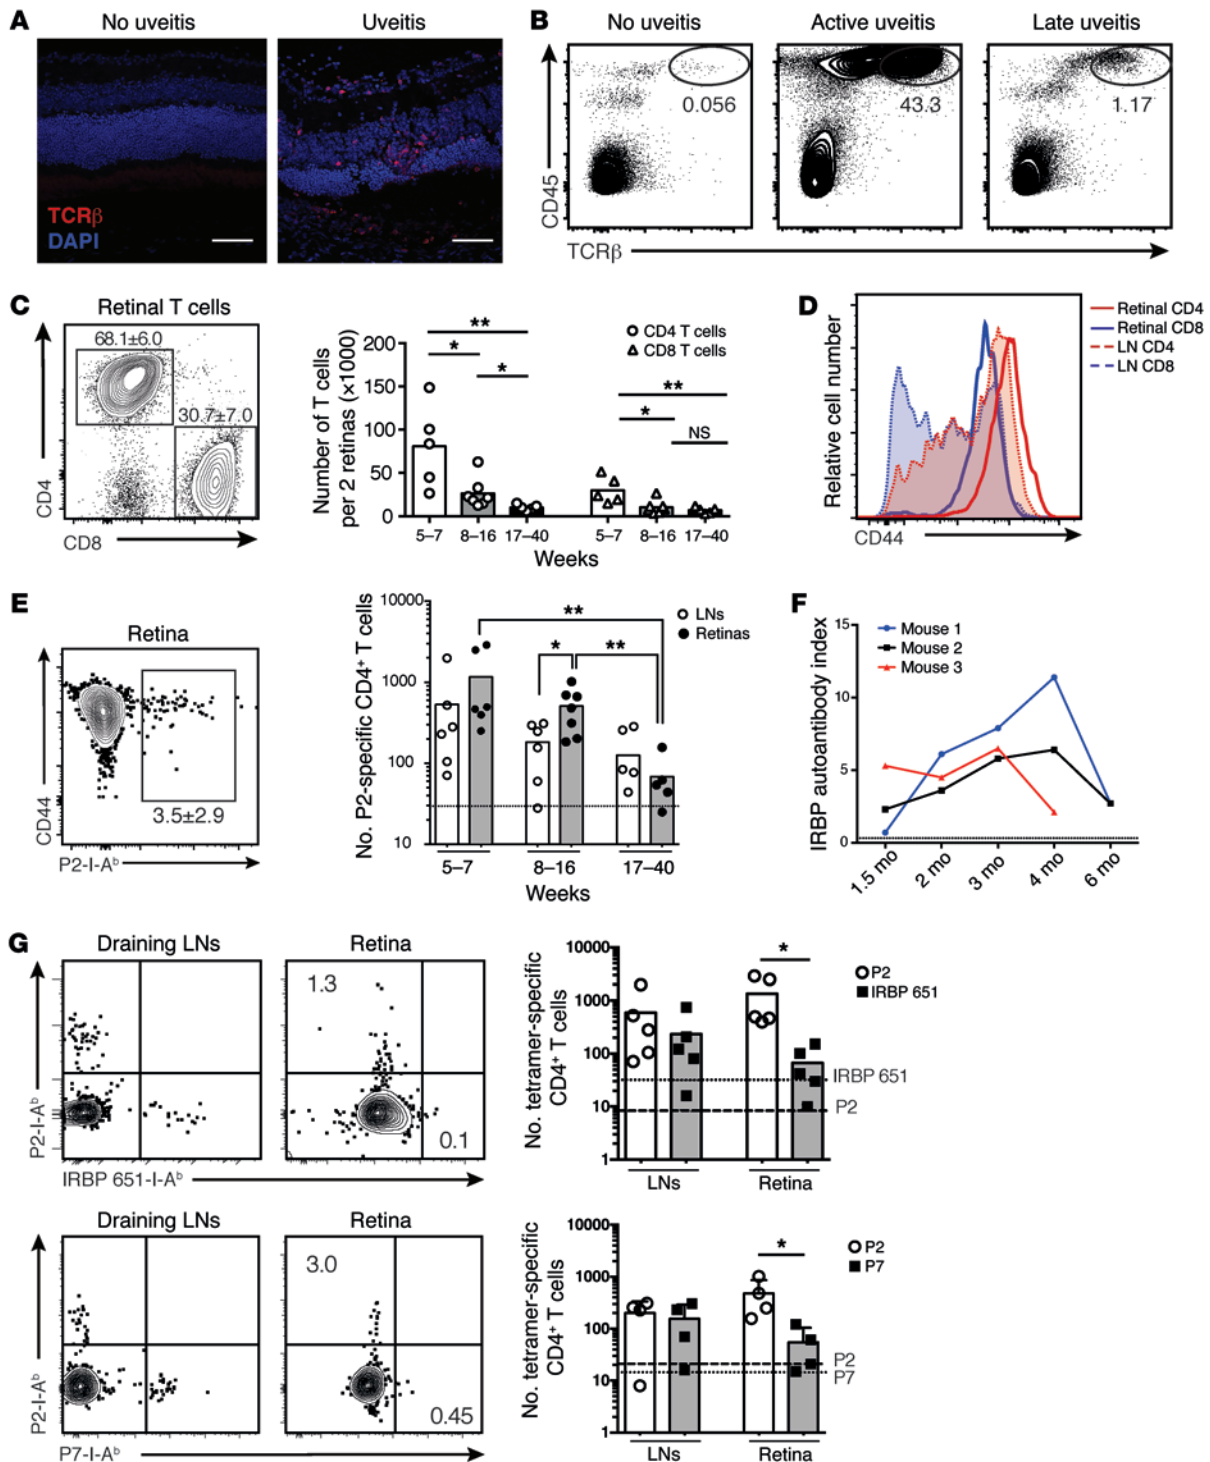 A
No uveitis
Uveitis
TCRβ
DAPI
B
No uveitis
Active uveitis
Late uveitis
0.056
43.3
1.17
CD45
TCRβ
C
Retinal T cells
68.1±6.0
30.7±7.0
CD4
CD8
Number of T cells
per 2 retinas (×1000)
200
150
100
50
0
**
*
*
CD4 T cells
CD8 T cells
**
*
NS
5–7
8–16
17–40
5–7
8–16
17–40
Weeks
D
Relative cell number
CD44
Retinal CD4
Retinal CD8
LN CD4
LN CD8
E
Retina
CD44
3.5±2.9
P2-I-Aᵇ
No. P2-specific CD4⁺ T cells
10000
1000
100
10
**
*
**
LNs
Retinas
5–7
8–16
17–40
Weeks
F
IRBP autoantibody index
15
10
5
0
Mouse 1
Mouse 2
Mouse 3
1.5 mo
2 mo
3 mo
4 mo
6 mo
G
Draining LNs
Retina
1.3
0.1
P2-I-Aᵇ
IRBP 651-I-Aᵇ
No. tetramer-specific
CD4⁺ T cells
10000
1000
100
10
1
*
P2
IRBP 651
IRBP 651
P2
LNs
Retina
Draining LNs
Retina
3.0
0.45
P2-I-Aᵇ
P7-I-Aᵇ
No. tetramer-specific
CD4⁺ T cells
10000
1000
100
10
1
*
P2
P7
P2
P7
LNs
Retina